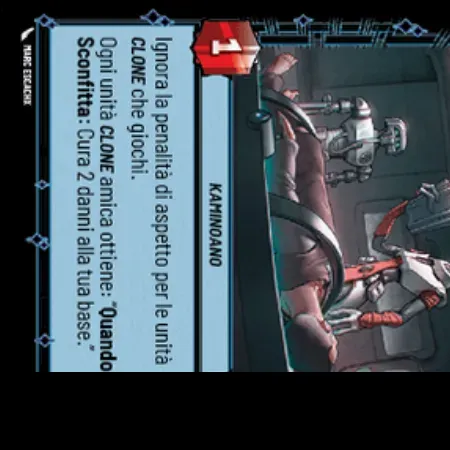 1
KAMINOANO
Ignora la penalità di aspetto per le unità
CLONE che giochi.
Ogni unità CLONE amica ottiene: "Quando
Sconfitta: Cura 2 danni alla tua base."
MARC ESCACHX